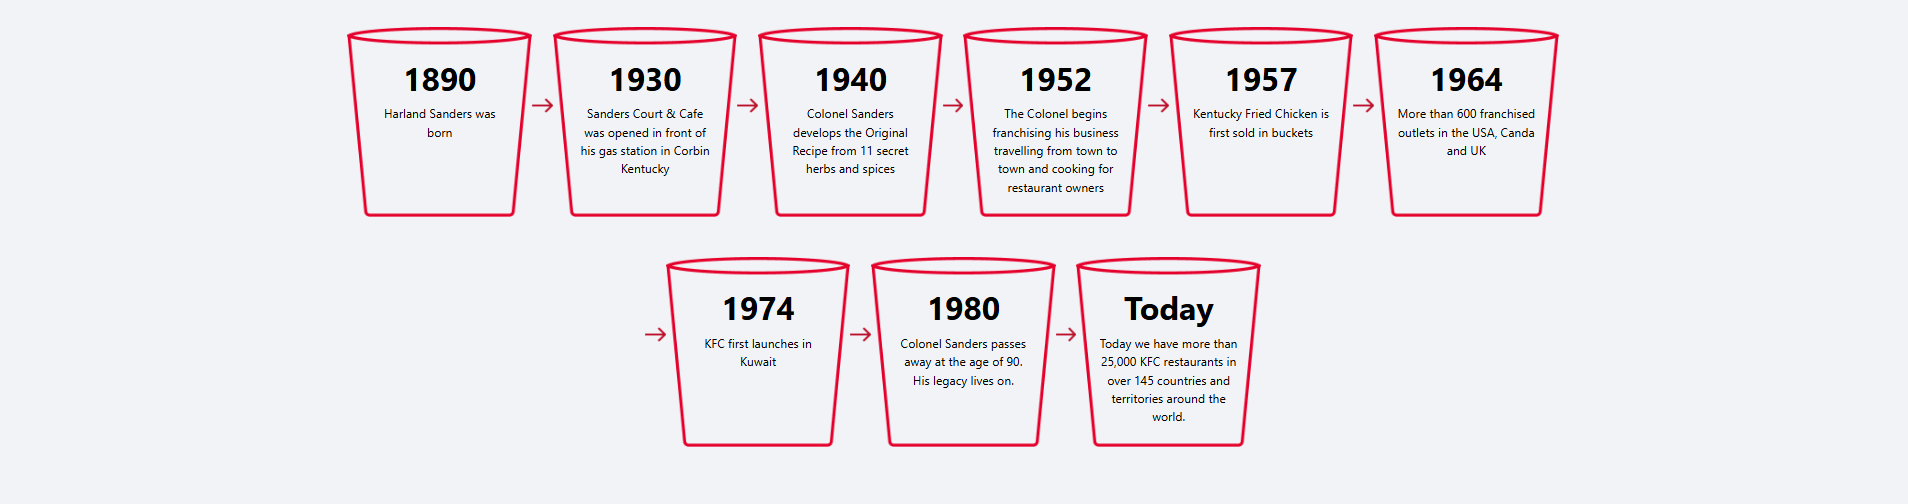 1890
Harland Sanders was
born
1930
Sanders Court & Cafe
was opened in front of
his gas station in Corbin
Kentucky
1940
Colonel Sanders
develops the Original
Recipe from 11 secret
herbs and spices
1952
The Colonel begins
franchising his business
travelling from town to
town and cooking for
restaurant owners
1957
Kentucky Fried Chicken is
first sold in buckets
1964
More than 600 franchised
outlets in the USA, Canda
and UK
1974
KFC first launches in
Kuwait
1980
Colonel Sanders passes
away at the age of 90.
His legacy lives on.
Today
Today we have more than
25,000 KFC restaurants in
over 145 countries and
territories around the
world.